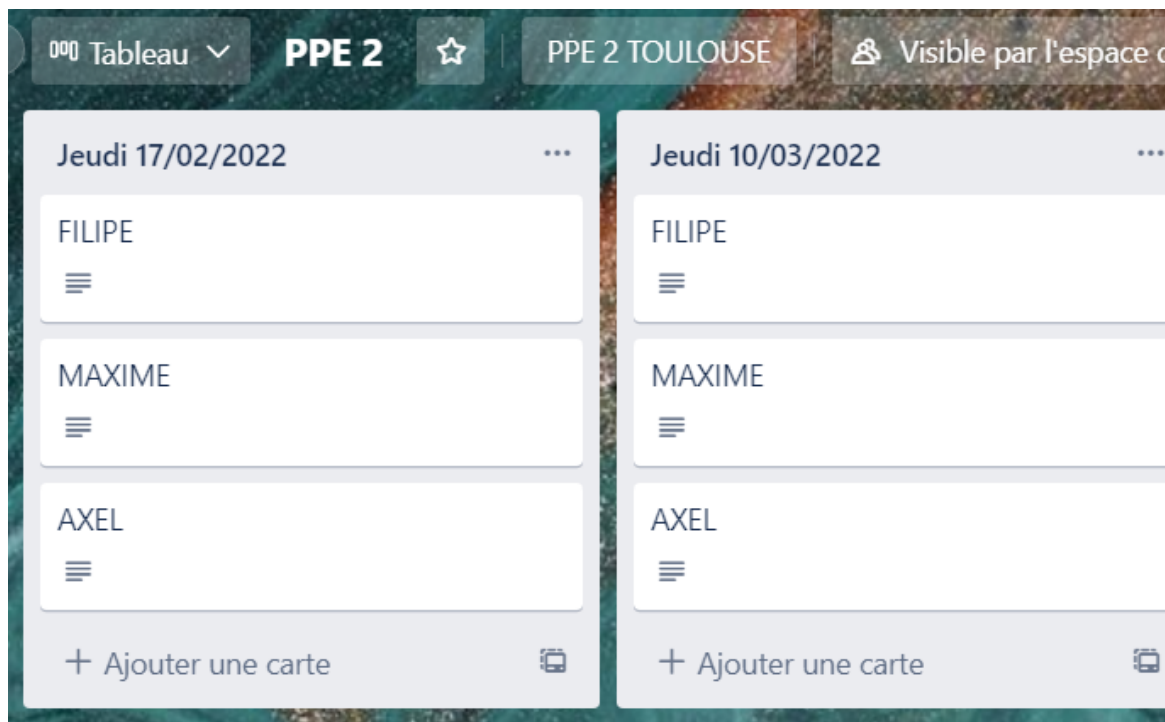 Tableau PPE 2 PPE 2 TOULOUSE Visible par l'espace
Jeudi 17/02/2022
FILIPE
MAXIME
AXEL
Ajouter une carte
Jeudi 10/03/2022
FILIPE
MAXIME
AXEL
Ajouter une carte